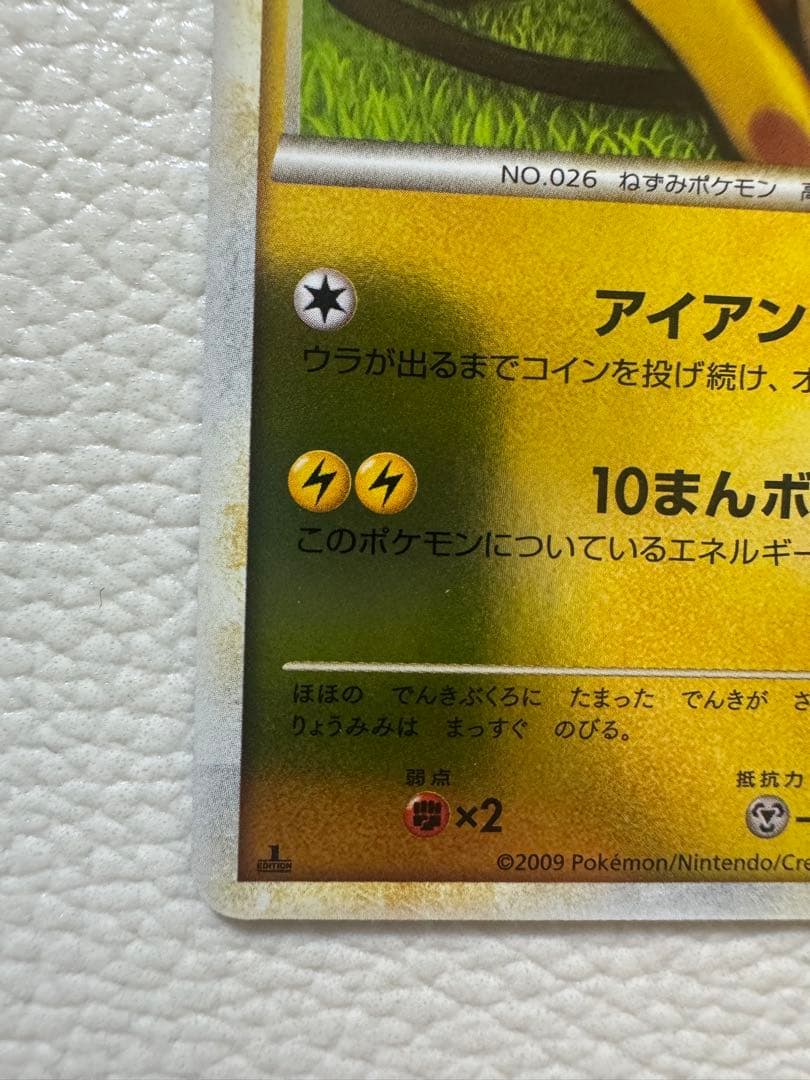 NO.026 ねずみポケモン 高
アイアン
ウラが出るまでコインを投げ続け、オ
10まんボ
このポケモンについているエネルギー
ほほの でんきぶくろに たまった でんきが さ
りょうみみは まっすぐ のびる。
弱点 抵抗力
×2 −
1 EDITION
©2009 Pokémon/Nintendo/Cre